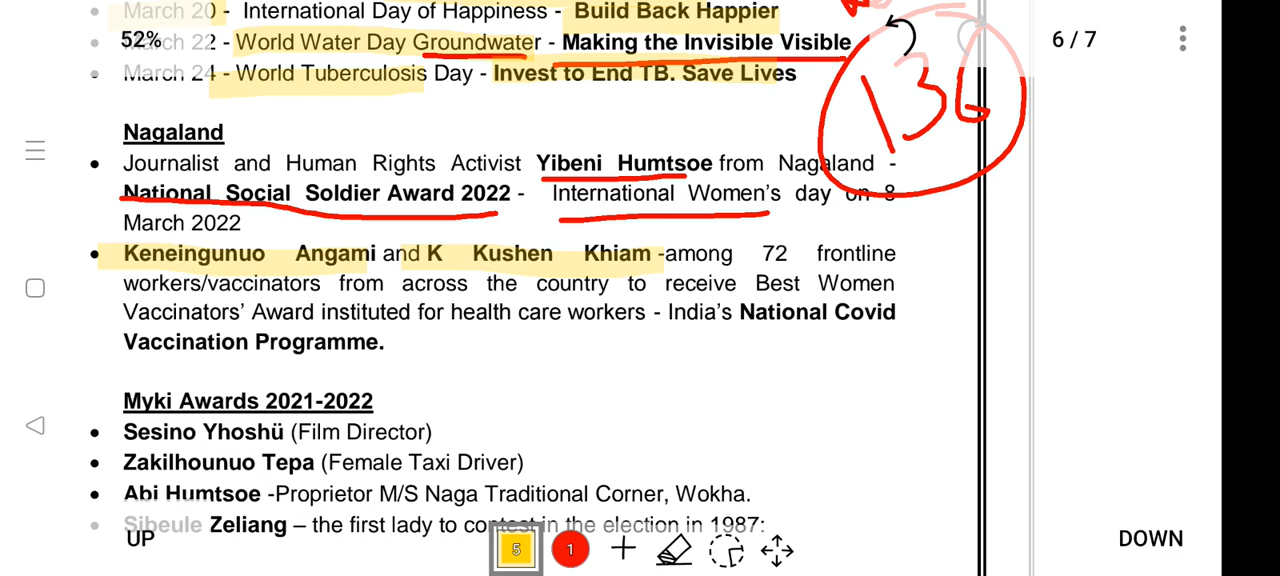 March 20 - International Day of Happiness - Build Back Happier
52%
March 22 - World Water Day Groundwater - Making the Invisible Visible
6 / 7
March 24 - World Tuberculosis Day - Invest to End TB. Save Lives
136
Nagaland
• Journalist and Human Rights Activist Yibeni Humtsoe from Nagaland -
National Social Soldier Award 2022 - International Women's day on 8
March 2022
• Keneingunuo Angami and K Kushen Khiam -among 72 frontline
workers/vaccinators from across the country to receive Best Women
Vaccinators' Award instituted for health care workers - India's National Covid
Vaccination Programme.
Myki Awards 2021-2022
• Sesino Yhoshü (Film Director)
• Zakilhounuo Tepa (Female Taxi Driver)
• Abi Humtsoe -Proprietor M/S Naga Traditional Corner, Wokha.
• Sibeule Zeliang – the first lady to contest in the election in 1987:
UP
5
1
DOWN